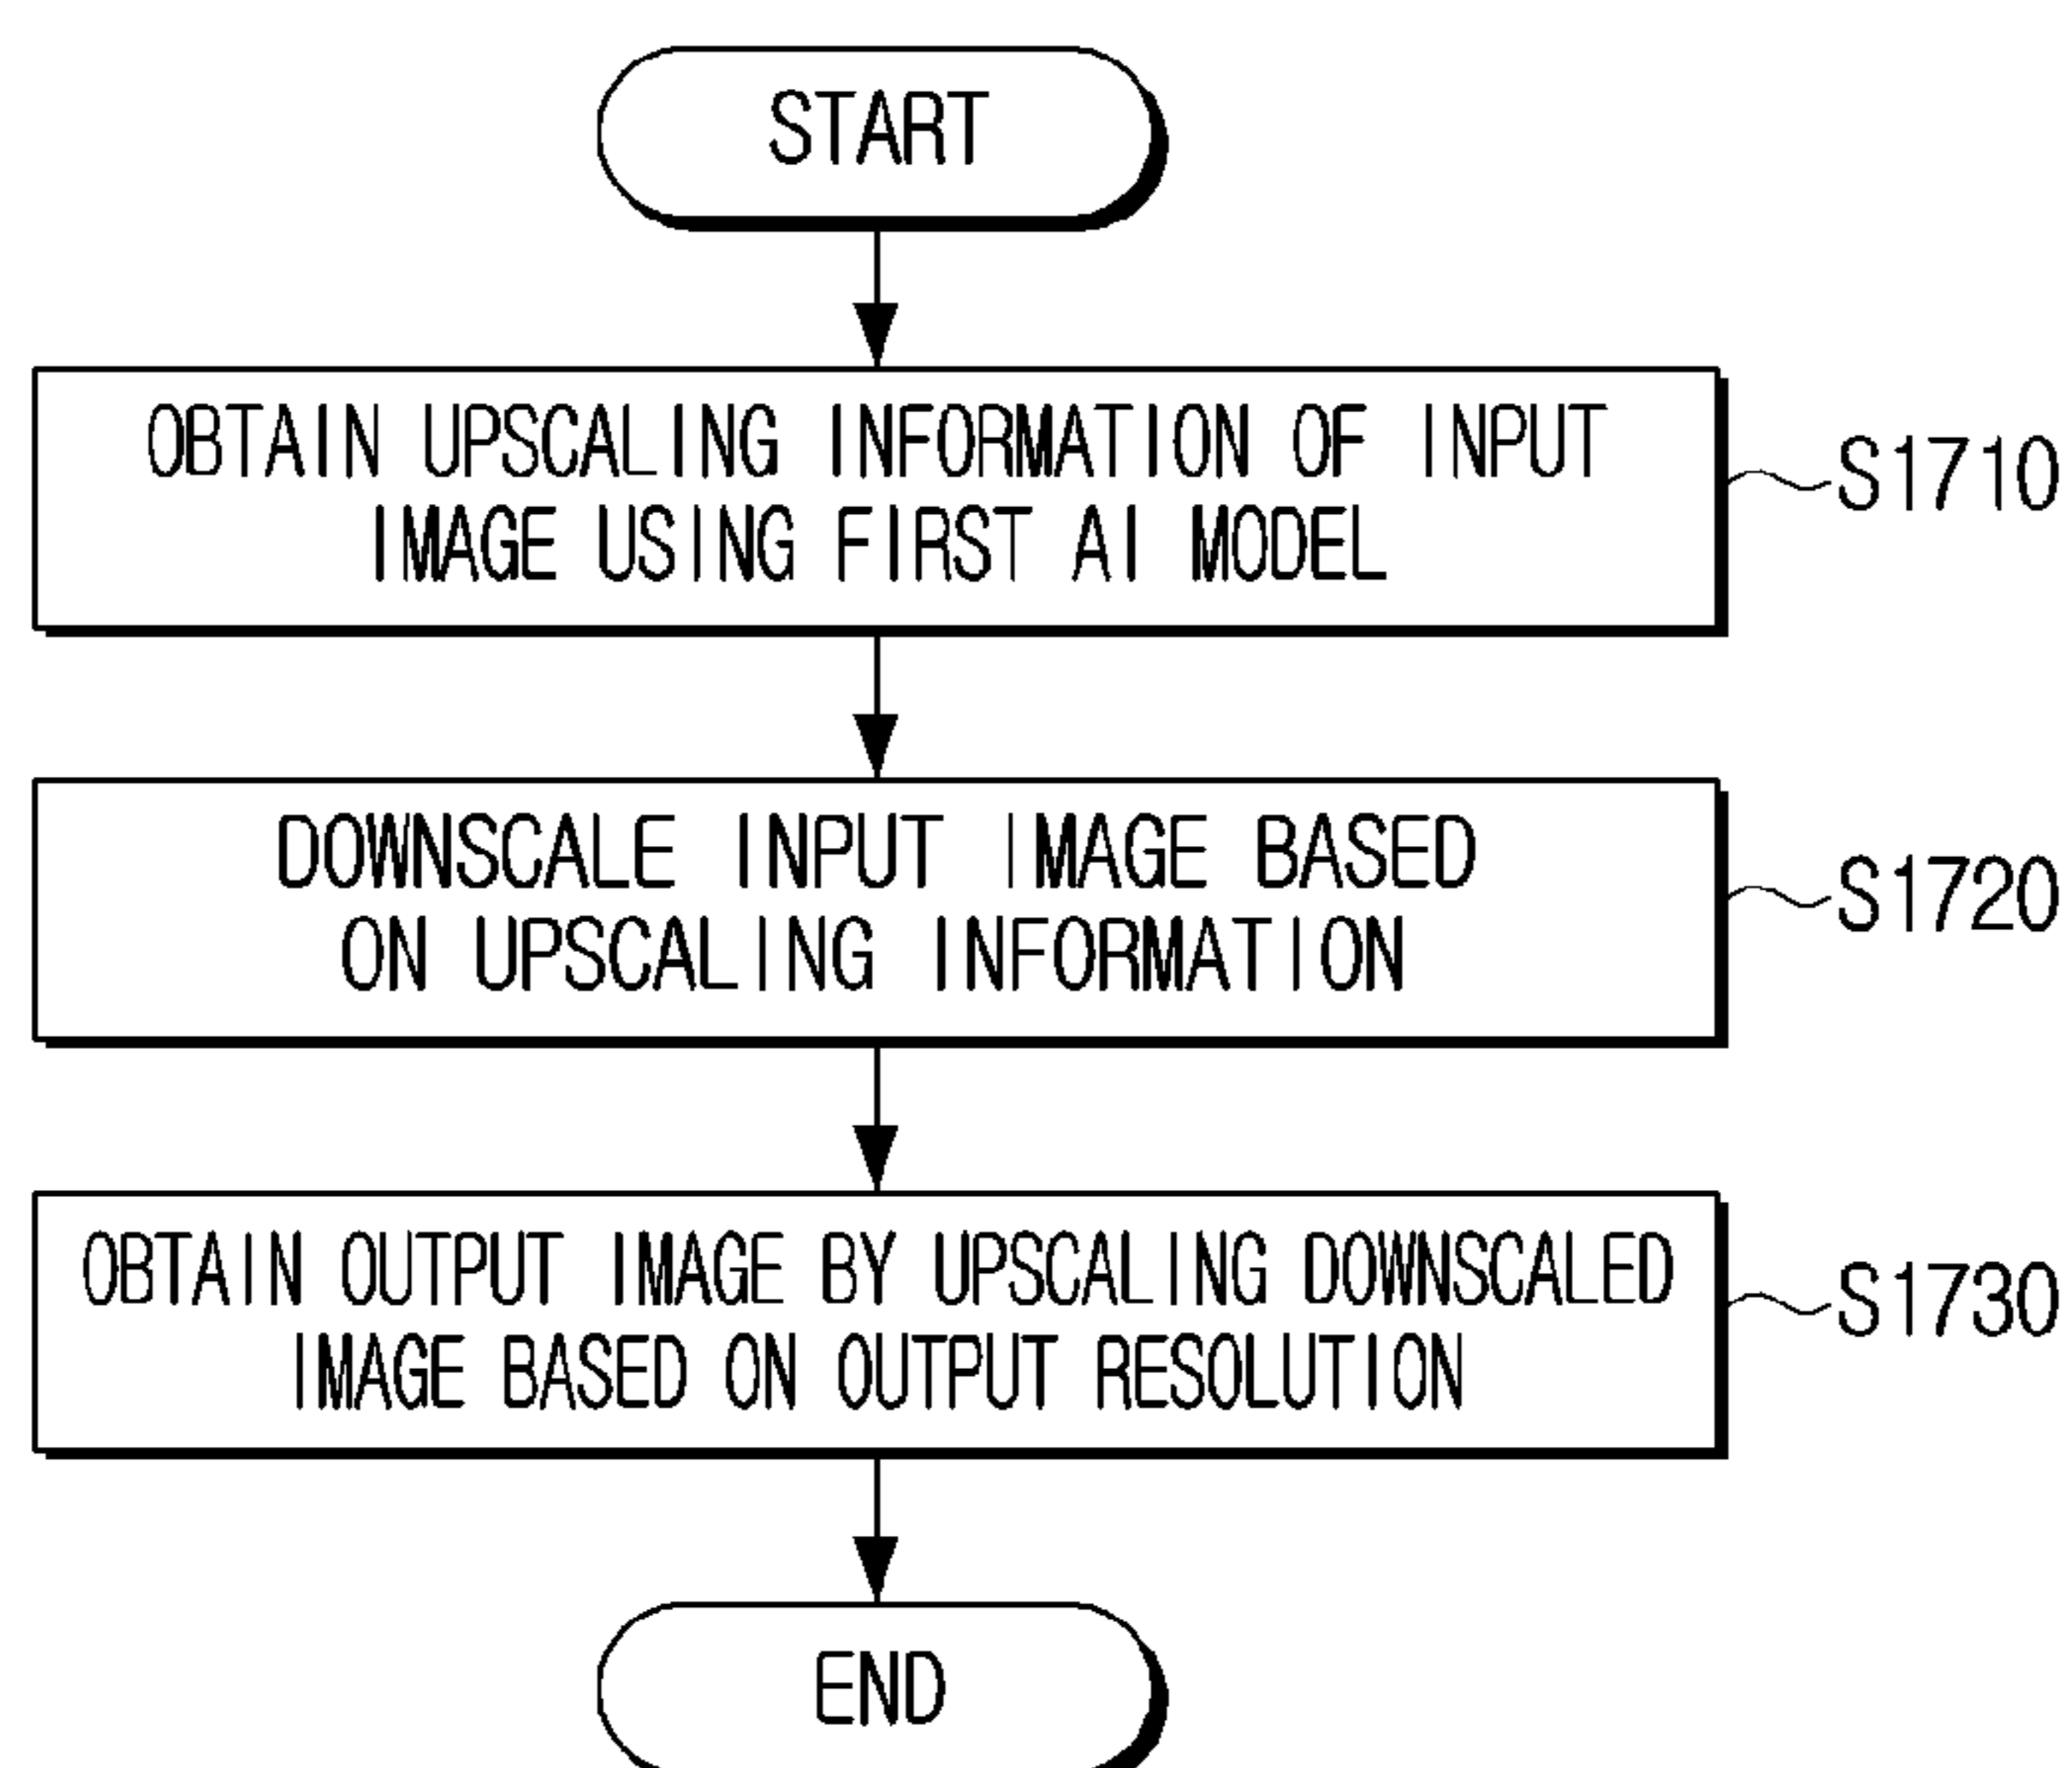 START
OBTAIN UPSCALING INFORMATION OF INPUT
IMAGE USING FIRST AI MODEL
S1710
DOWNSCALE INPUT IMAGE BASED
ON UPSCALING INFORMATION
S1720
OBTAIN OUTPUT IMAGE BY UPSCALING DOWNSCALED
IMAGE BASED ON OUTPUT RESOLUTION
S1730
END